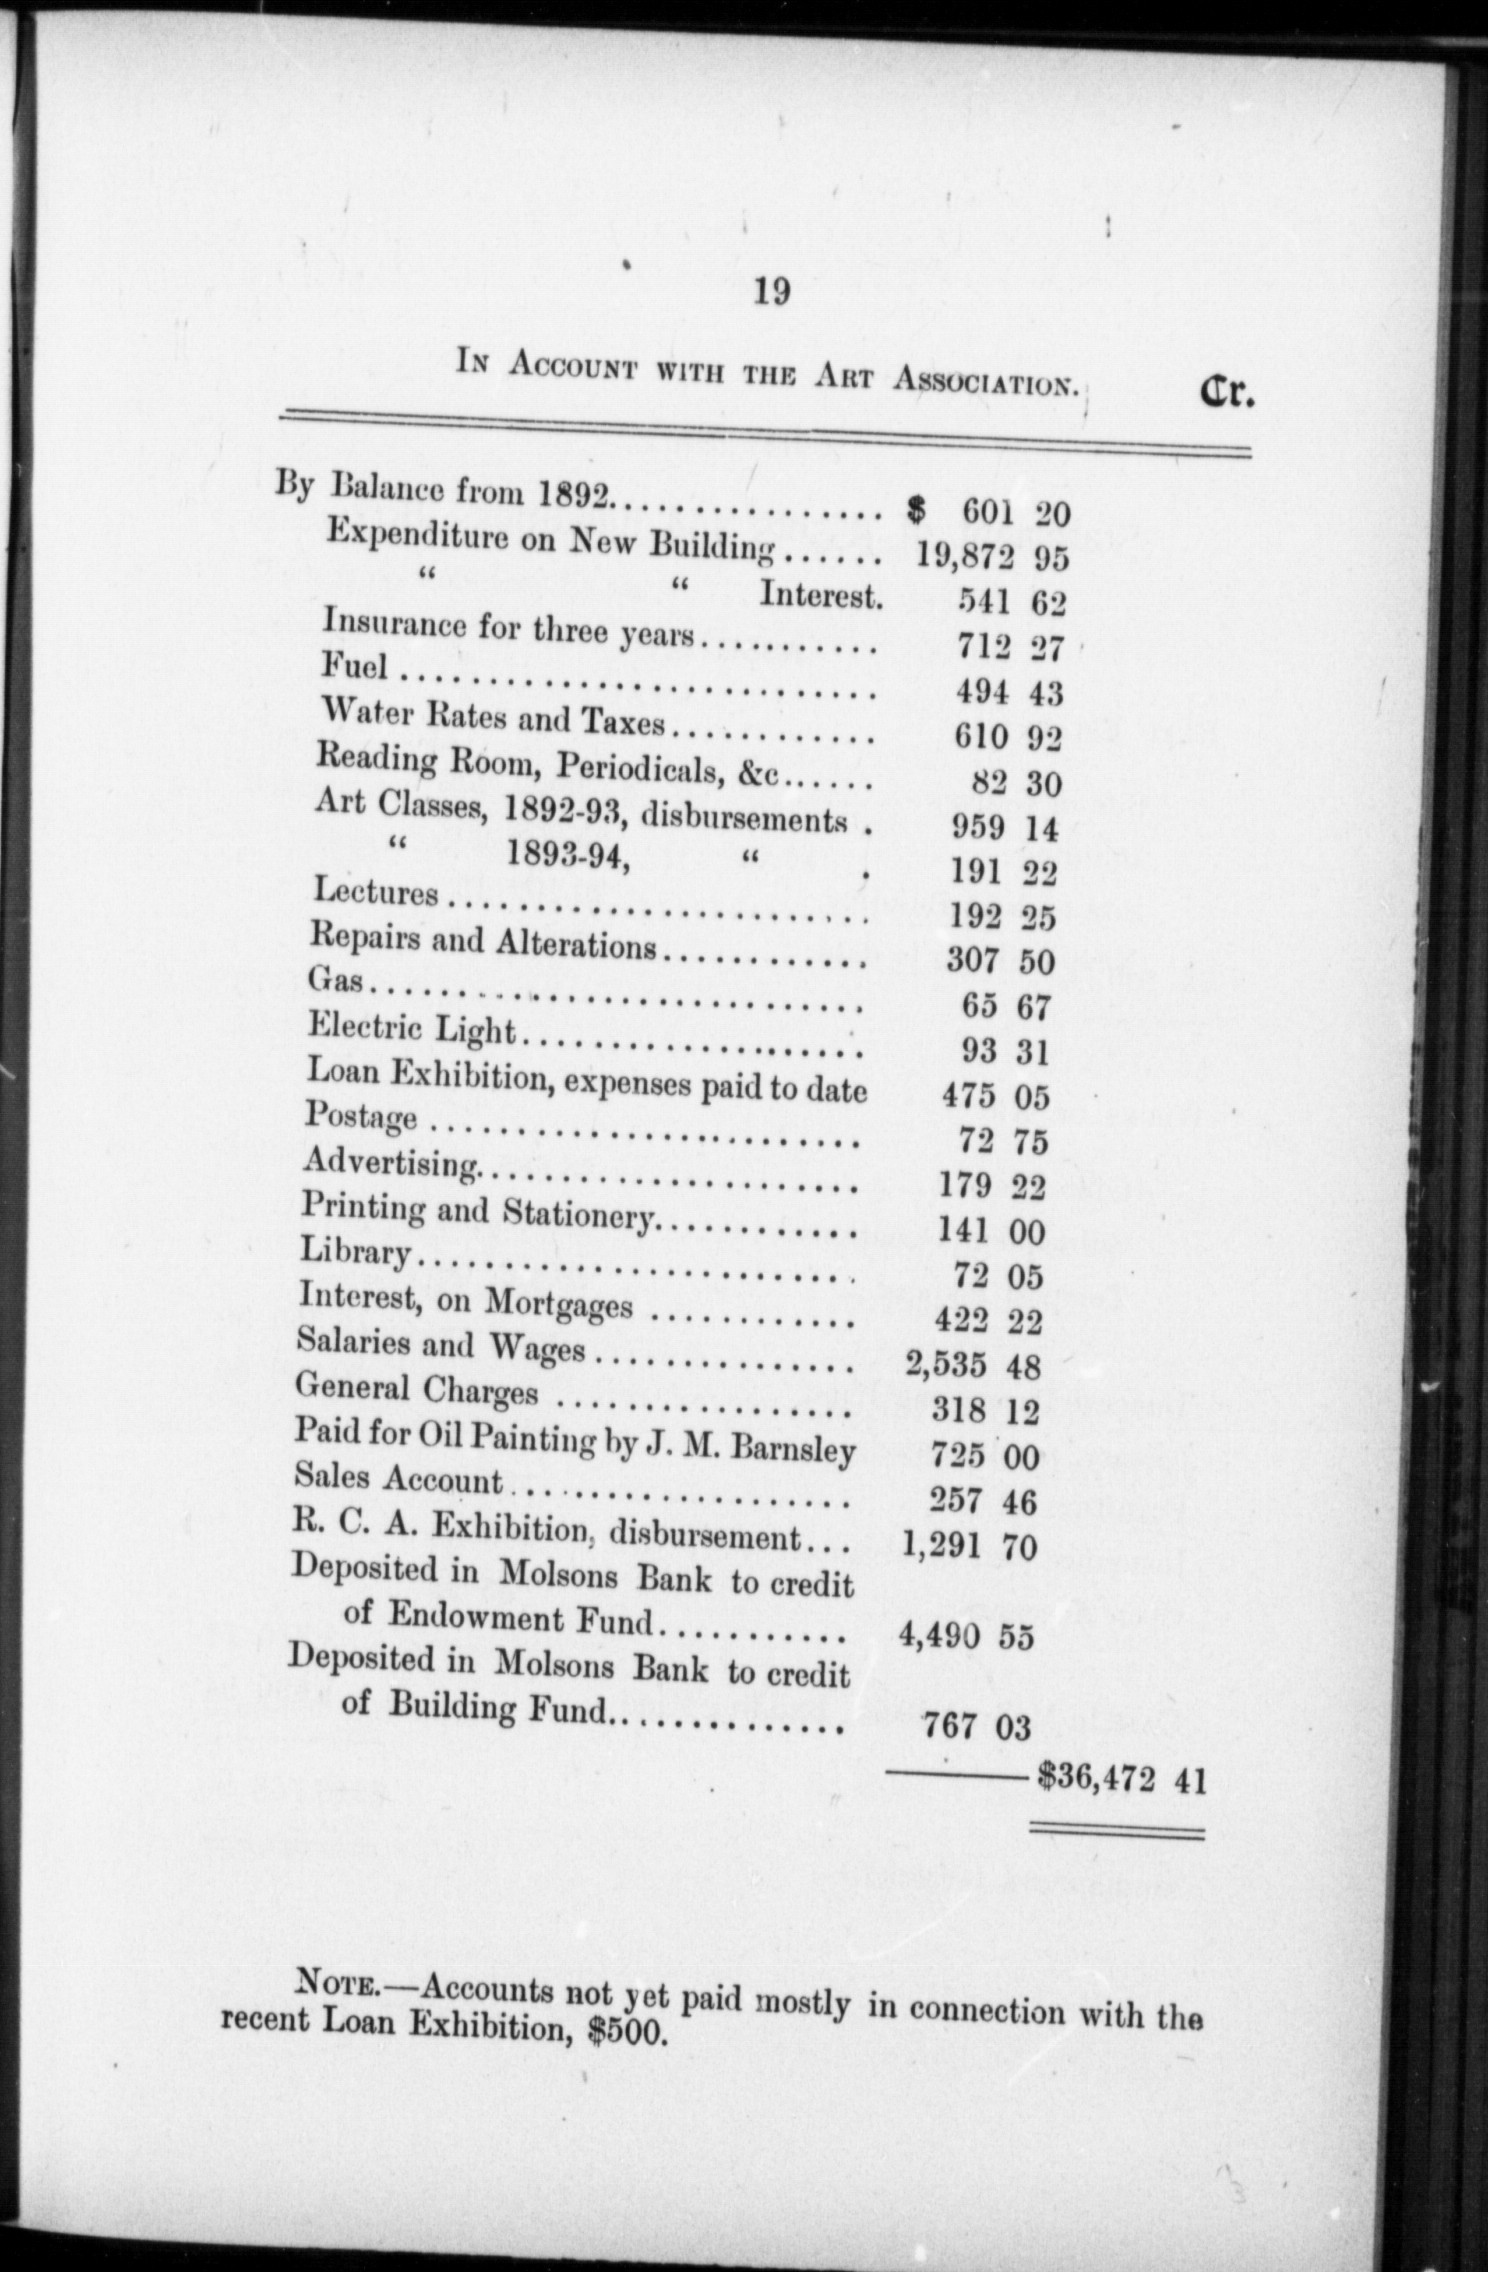 19
In Account with the Art Association. Cr.
By Balance from 1892................ $ 601 20
Expenditure on New Building...... 19,872 95
“ “ Interest. 541 62
Insurance for three years........... 712 27
Fuel........................... 494 43
Water Rates and Taxes............ 610 92
Reading Room, Periodicals, &c...... 82 30
Art Classes, 1892-93, disbursements . 959 14
“ 1893-94, “ . 191 22
Lectures........................ 192 25
Repairs and Alterations............ 307 50
Gas............................ 65 67
Electric Light................... 93 31
Loan Exhibition, expenses paid to date 475 05
Postage........................ 72 75
Advertising..................... 179 22
Printing and Stationery............ 141 00
Library......................... 72 05
Interest, on Mortgages............ 422 22
Salaries and Wages............... 2,535 48
General Charges................. 318 12
Paid for Oil Painting by J. M. Barnsley 725 00
Sales Account................... 257 46
R. C. A. Exhibition, disbursement... 1,291 70
Deposited in Molsons Bank to credit
of Endowment Fund........... 4,490 55
Deposited in Molsons Bank to credit
of Building Fund.............. 767 03
$36,472 41
Note.—Accounts not yet paid mostly in connection with the
recent Loan Exhibition, $500.